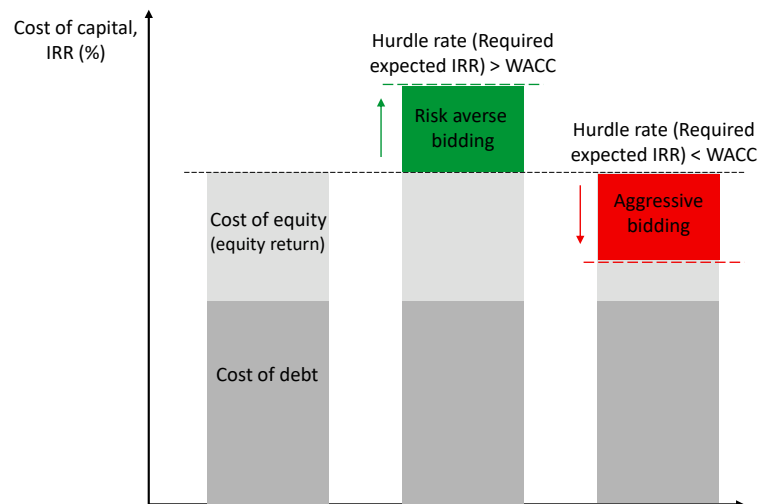 Cost of capital,
IRR (%)
Hurdle rate (Required
expected IRR) > WACC
Risk averse
bidding
Hurdle rate (Required
expected IRR) < WACC
Aggressive
bidding
Cost of equity
(equity return)
Cost of debt